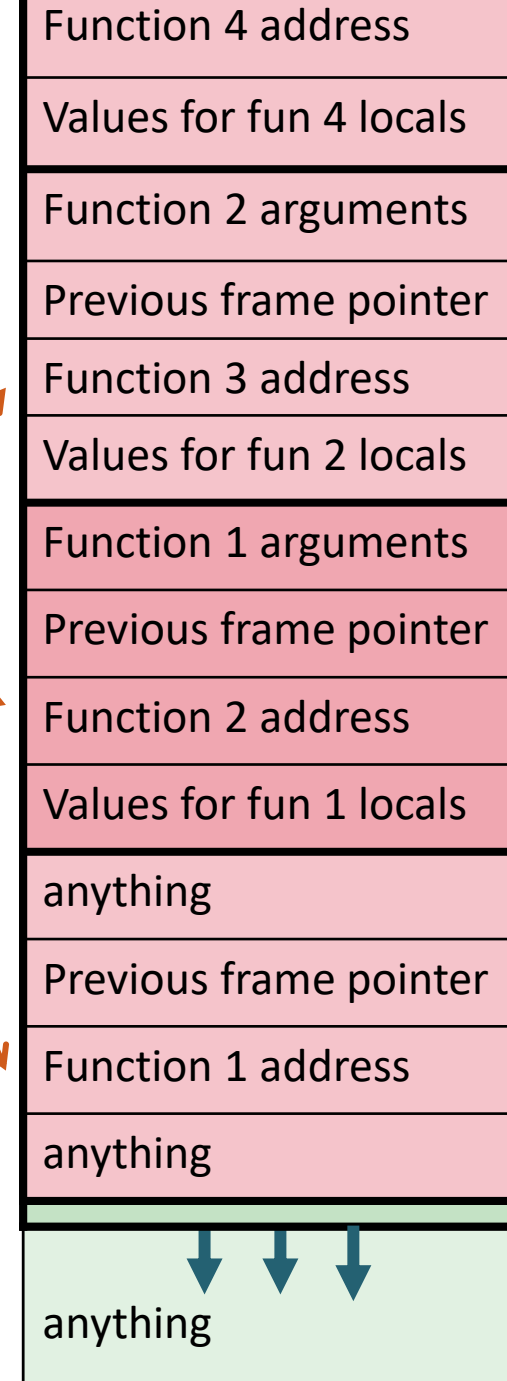 Function 4 address
Values for fun 4 locals
Function 2 arguments
Previous frame pointer
Function 3 address
Values for fun 2 locals
Function 1 arguments
Previous frame pointer
Function 2 address
Values for fun 1 locals
anything
Previous frame pointer
Function 1 address
anything
anything